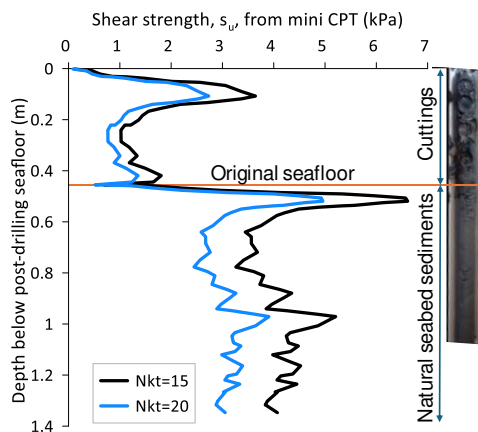 Shear strength, su, from mini CPT (kPa)
0 1 2 3 4 5 6 7
Depth below post-drilling seafloor (m)
0
0.2
0.4
0.6
0.8
1
1.2
1.4
Original seafloor
Cuttings
Natural seabed sediments
Nkt=15
Nkt=20